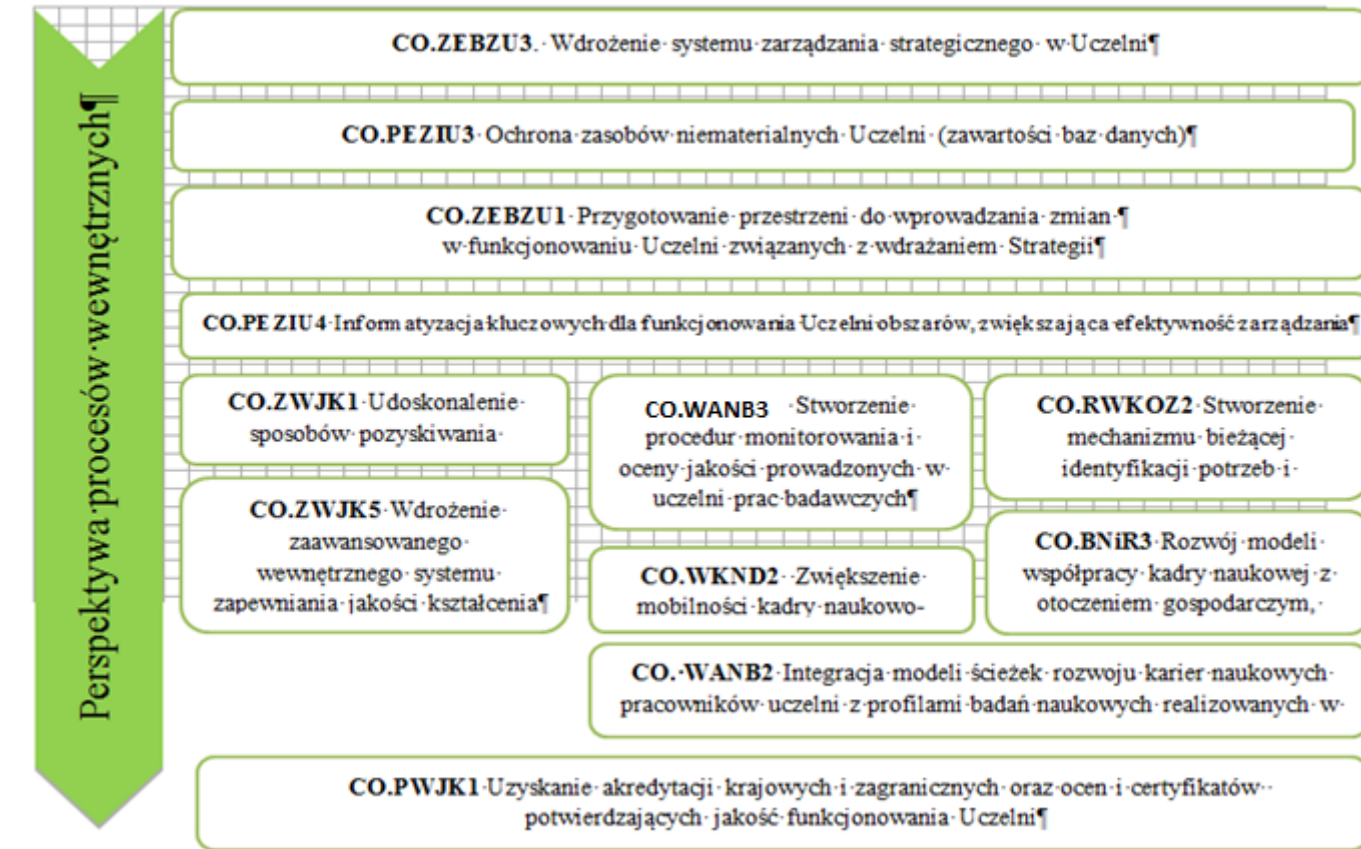 Perspektywa·procesów·wewnętrznych¶
CO.ZEBZU3.·Wdrożenie·systemu·zarządzania·strategicznego·w·Uczelni¶
CO.PEZIU3·Ochrona·zasobów·niematerialnych·Uczelni·(zawartości·baz·danych)¶
CO.ZEBZU1·Przygotowanie·przestrzeni·do·wprowadzania·zmian·¶
w·funkcjonowaniu·Uczelni·związanych·z·wdrażaniem·Strategii¶
CO.PEZIU4·Informatyzacja·kluczowych·dla·funkcjonowania·Uczelni·obszarów,·zwiększająca·efektywność·zarządzania¶
CO.ZWJK1·Udoskonalenie·
sposobów·pozyskiwania·
CO.ZWJK5·Wdrożenie·
zaawansowanego·
wewnętrznego·systemu·
zapewniania·jakości·kształcenia¶
CO.WANB3 ·Stworzenie·
procedur·monitorowania·i·
oceny·jakości·prowadzonych·w·
uczelni·prac·badawczych¶
CO.WKND2··Zwiększenie·
mobilności·kadry·naukowo-
CO.RWKOZ2·Stworzenie·
mechanizmu·bieżącej·
identyfikacji·potrzeb·i·
CO.BNiR3·Rozwój·modeli·
współpracy·kadry·naukowej·z·
otoczeniem·gospodarczym,·
CO.·WANB2·Integracja·modeli·ścieżek·rozwoju·karier·naukowych·
pracowników·uczelni·z·profilami·badań·naukowych·realizowanych·w·
CO.PWJK1·Uzyskanie·akredytacji·krajowych·i·zagranicznych·oraz·ocen·i·certyfikatów··
potwierdzających·jakość·funkcjonowania·Uczelni¶